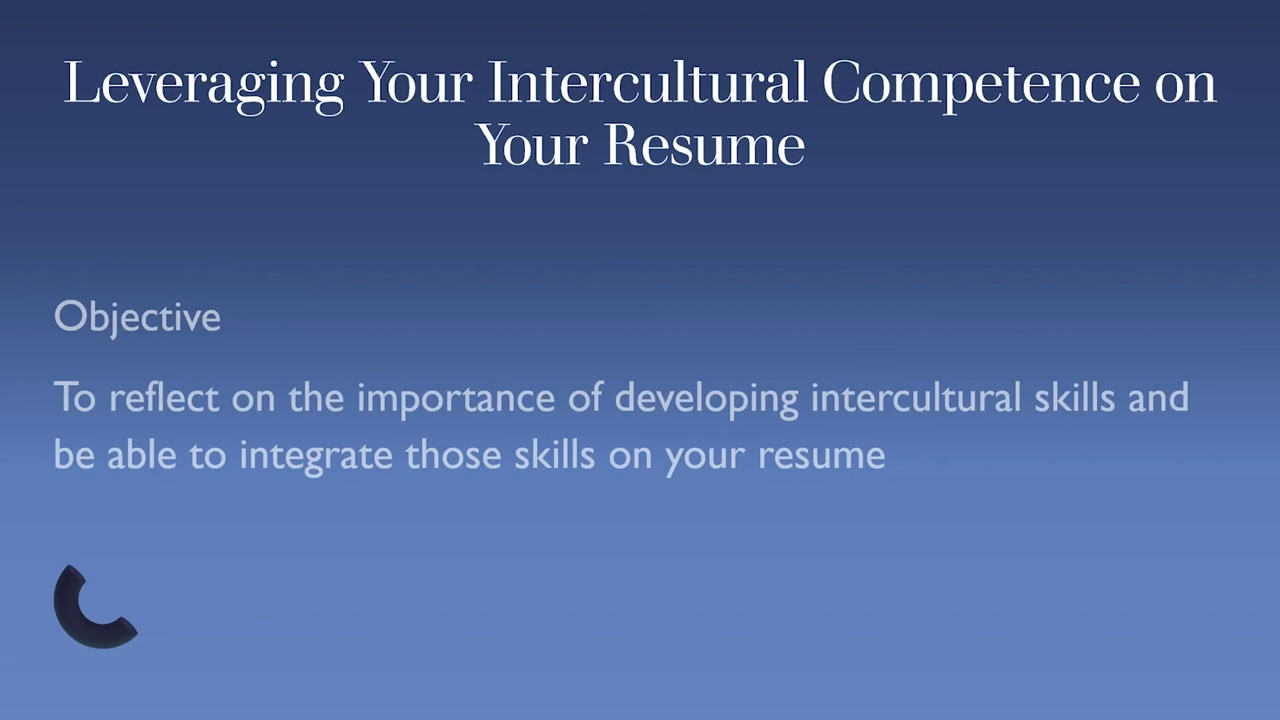 Leveraging Your Intercultural Competence on
Your Resume
Objective
To reflect on the importance of developing intercultural skills and
be able to integrate those skills on your resume